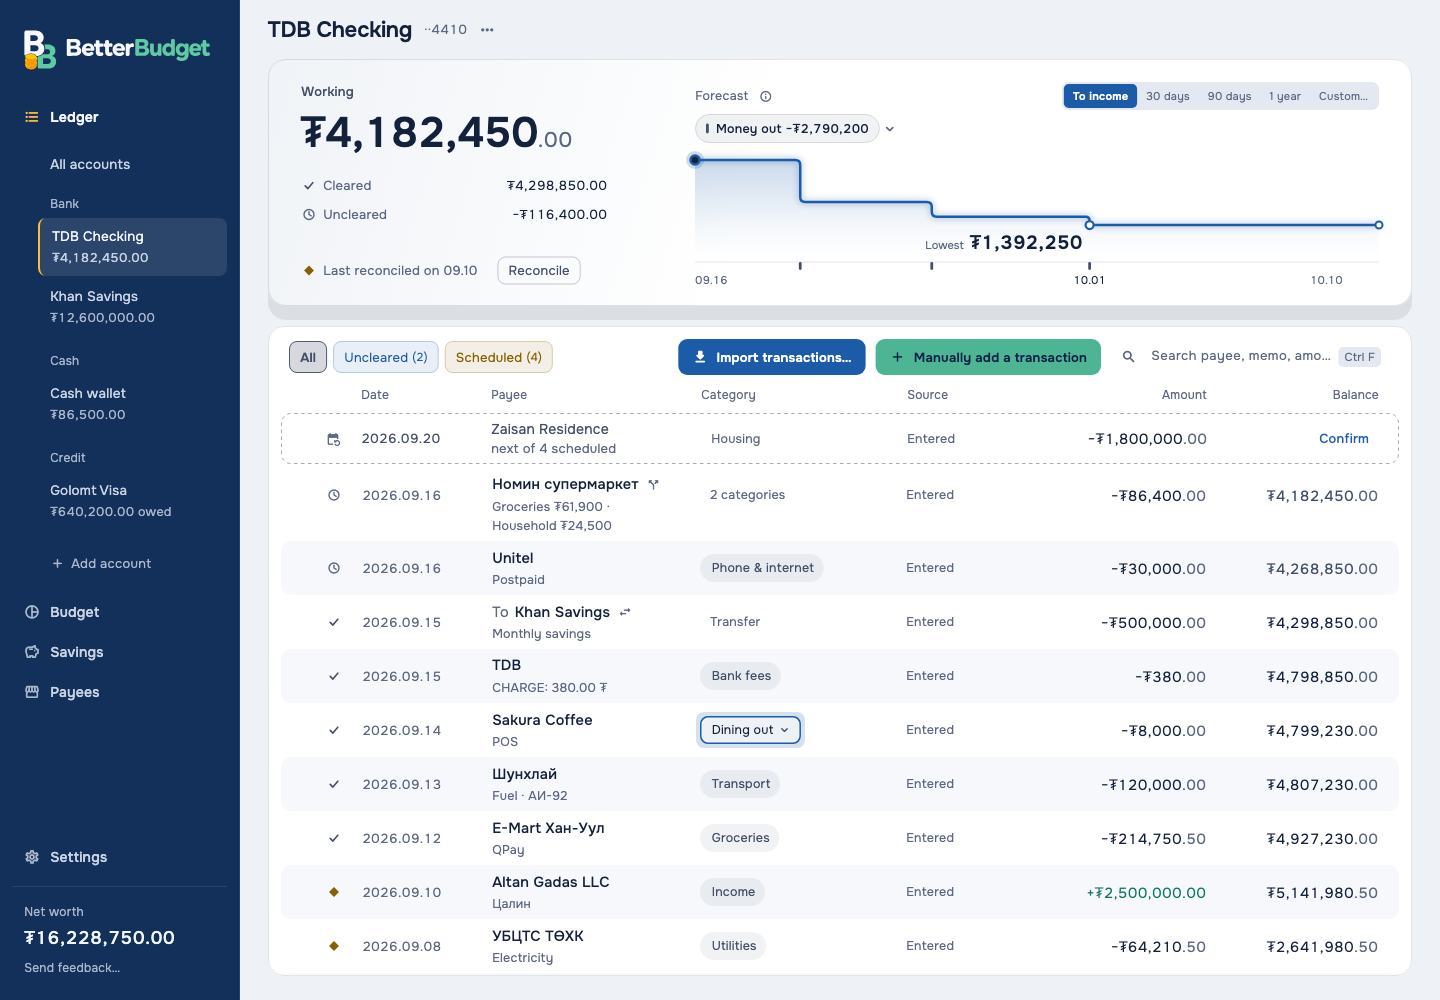 BetterBudget
Ledger
All accounts
Bank
TDB Checking
₮4,182,450.00
Khan Savings
₮12,600,000.00
Cash
Cash wallet
₮86,500.00
Credit
Golomt Visa
₮640,200.00 owed
+ Add account
Budget
Savings
Payees
Settings
Net worth
₮16,228,750.00
Send feedback...
TDB Checking ··4410 •••
Working
₮4,182,450.00
Cleared ₮4,298,850.00
Uncleared −₮116,400.00
Last reconciled on 09.10 Reconcile
Forecast
To income 30 days 90 days 1 year Custom...
Money out −₮2,790,200
Lowest ₮1,392,250
09.16 10.01 10.10
All Uncleared (2) Scheduled (4) Import transactions... + Manually add a transaction Search payee, memo, amo... Ctrl F
Date Payee Category Source Amount Balance
2026.09.20 Zaisan Residence Housing Entered −₮1,800,000.00 Confirm
next of 4 scheduled
2026.09.16 Номин супермаркет 2 categories Entered −₮86,400.00 ₮4,182,450.00
Groceries ₮61,900 ·
Household ₮24,500
2026.09.16 Unitel Phone & internet Entered −₮30,000.00 ₮4,268,850.00
Postpaid
2026.09.15 To Khan Savings Transfer Entered −₮500,000.00 ₮4,298,850.00
Monthly savings
2026.09.15 TDB Bank fees Entered −₮380.00 ₮4,798,850.00
CHARGE: 380.00 ₮
2026.09.14 Sakura Coffee Dining out Entered −₮8,000.00 ₮4,799,230.00
POS
2026.09.13 Шунхлай Transport Entered −₮120,000.00 ₮4,807,230.00
Fuel · АИ-92
2026.09.12 E-Mart Хан-Уул Groceries Entered −₮214,750.50 ₮4,927,230.00
QPay
2026.09.10 Altan Gadas LLC Income Entered +₮2,500,000.00 ₮5,141,980.50
Цалин
2026.09.08 УБЦТС ТӨХК Utilities Entered −₮64,210.50 ₮2,641,980.50
Electricity